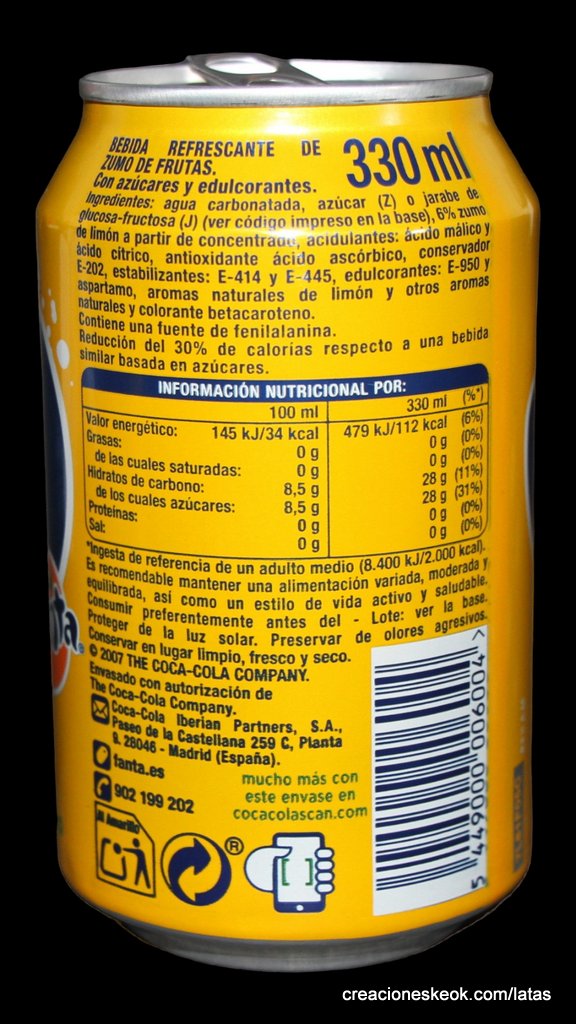 BEBIDA REFRESCANTE DE
ZUMO DE FRUTAS.
330 ml
Con azúcares y edulcorantes.
Ingredientes: agua carbonatada, azúcar (Z) o jarabe de
glucosa-fructosa (J) (ver código impreso en la base), 6% zumo
de limón a partir de concentrado, acidulantes: ácido málico y
ácido cítrico, antioxidante ácido ascórbico, conservador
E-202, estabilizantes: E-414 y E-445, edulcorantes: E-950 y
aspartamo, aromas naturales de limón y otros aromas
naturales y colorante betacaroteno.
Contiene una fuente de fenilalanina.
Reducción del 30% de calorías respecto a una bebida
similar basada en azúcares.
INFORMACIÓN NUTRICIONAL POR:
100 ml 330 ml (%*)
Valor energético: 145 kJ/34 kcal 479 kJ/112 kcal (6%)
Grasas: 0 g 0 g (0%)
de las cuales saturadas: 0 g 0 g (0%)
Hidratos de carbono: 8,5 g 28 g (11%)
de los cuales azúcares: 8,5 g 28 g (31%)
Proteínas: 0 g 0 g (0%)
Sal: 0 g 0 g (0%)
*Ingesta de referencia de un adulto medio (8.400 kJ/2.000 kcal).
Es recomendable mantener una alimentación variada, moderada y
equilibrada, así como un estilo de vida activo y saludable.
Consumir preferentemente antes del - Lote: ver la base.
Proteger de la luz solar. Preservar de olores agresivos.
Conservar en lugar limpio, fresco y seco.
© 2007 THE COCA-COLA COMPANY.
Envasado con autorización de
The Coca-Cola Company.
Coca-Cola Iberian Partners, S.A.,
Paseo de la Castellana 259 C, Planta
9. 28046 - Madrid (España).
fanta.es
902 199 202
mucho más con
este envase en
cocacolascan.com
Al Amarillo
®
5 449000 006004 >
creacioneskeok.com/latas